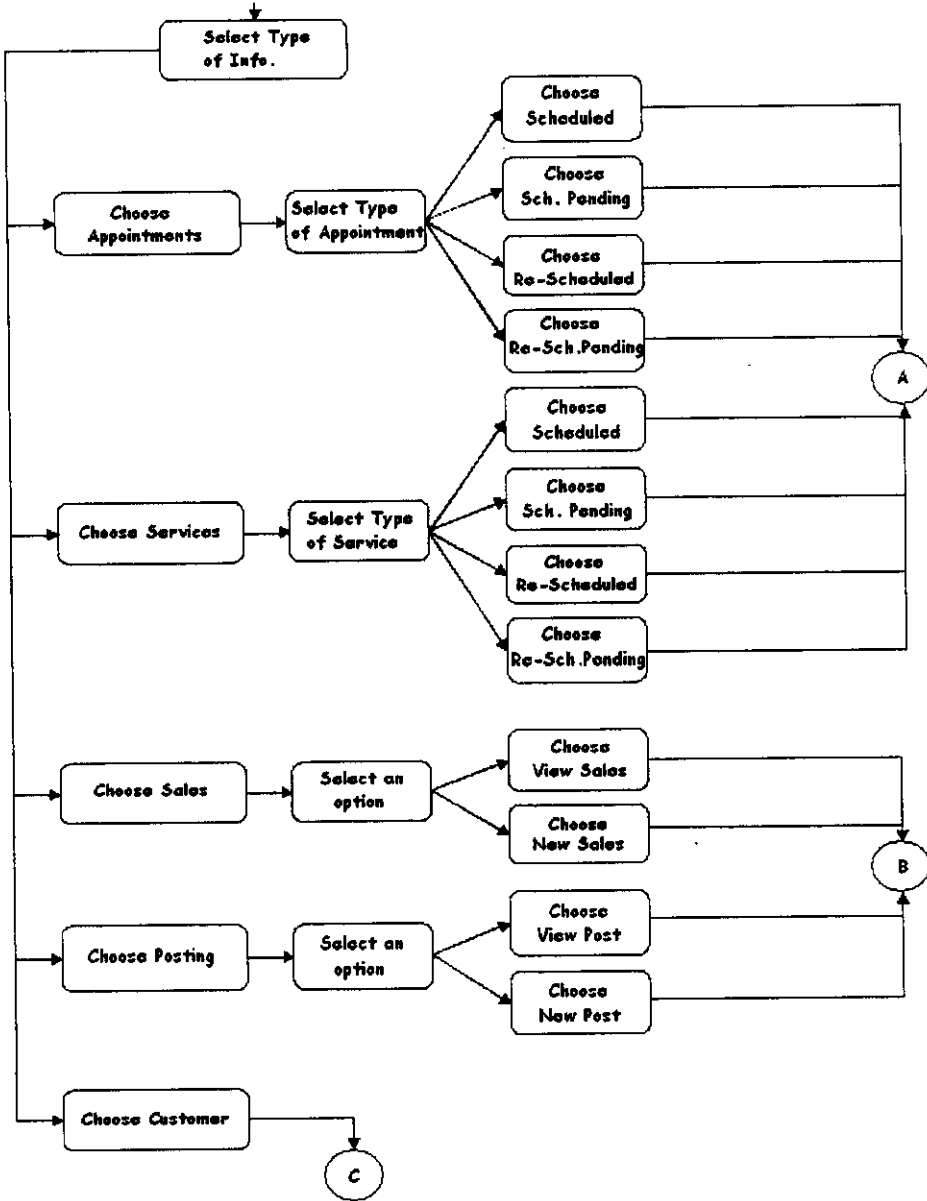 Select Type
of Info.
Choose
Appointments
Select Type
of Appointment
Choose
Scheduled
Choose
Sch. Pending
Choose
Re-Scheduled
Choose
Re-Sch.Pending
A
Choose Services
Select Type
of Service
Choose
Scheduled
Choose
Sch. Pending
Choose
Re-Scheduled
Choose
Re-Sch.Pending
Choose Sales
Select an
option
Choose
View Sales
Choose
New Sales
B
Choose Posting
Select an
option
Choose
View Post
Choose
New Post
Choose Customer
C